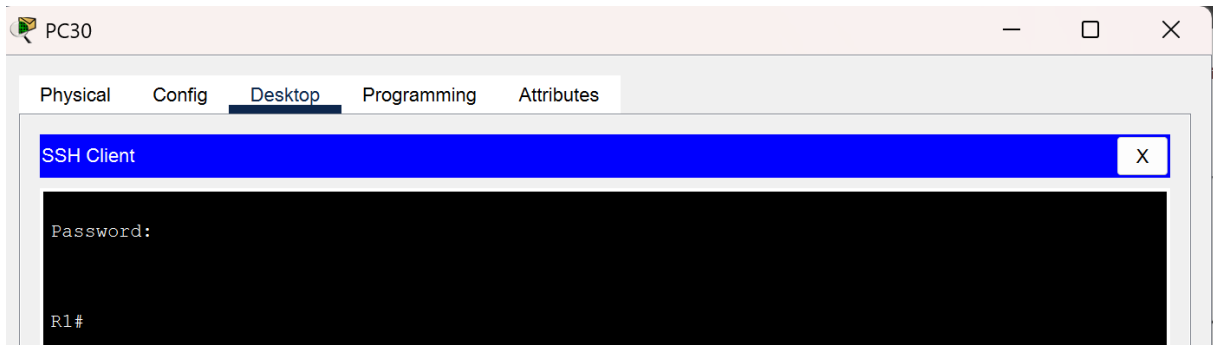 PC30
Physical Config Desktop Programming Attributes
SSH Client X
Password:
R1#